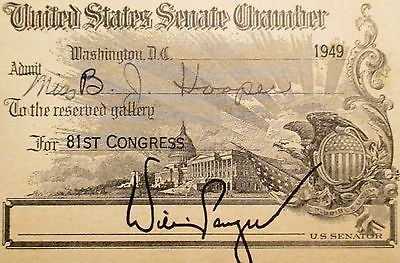 United States Senate Chamber
Washington, D.C. 1949
Admit Miss B. J. Hooper
To the reserved gallery
For 81ST CONGRESS
U.S. SENATOR